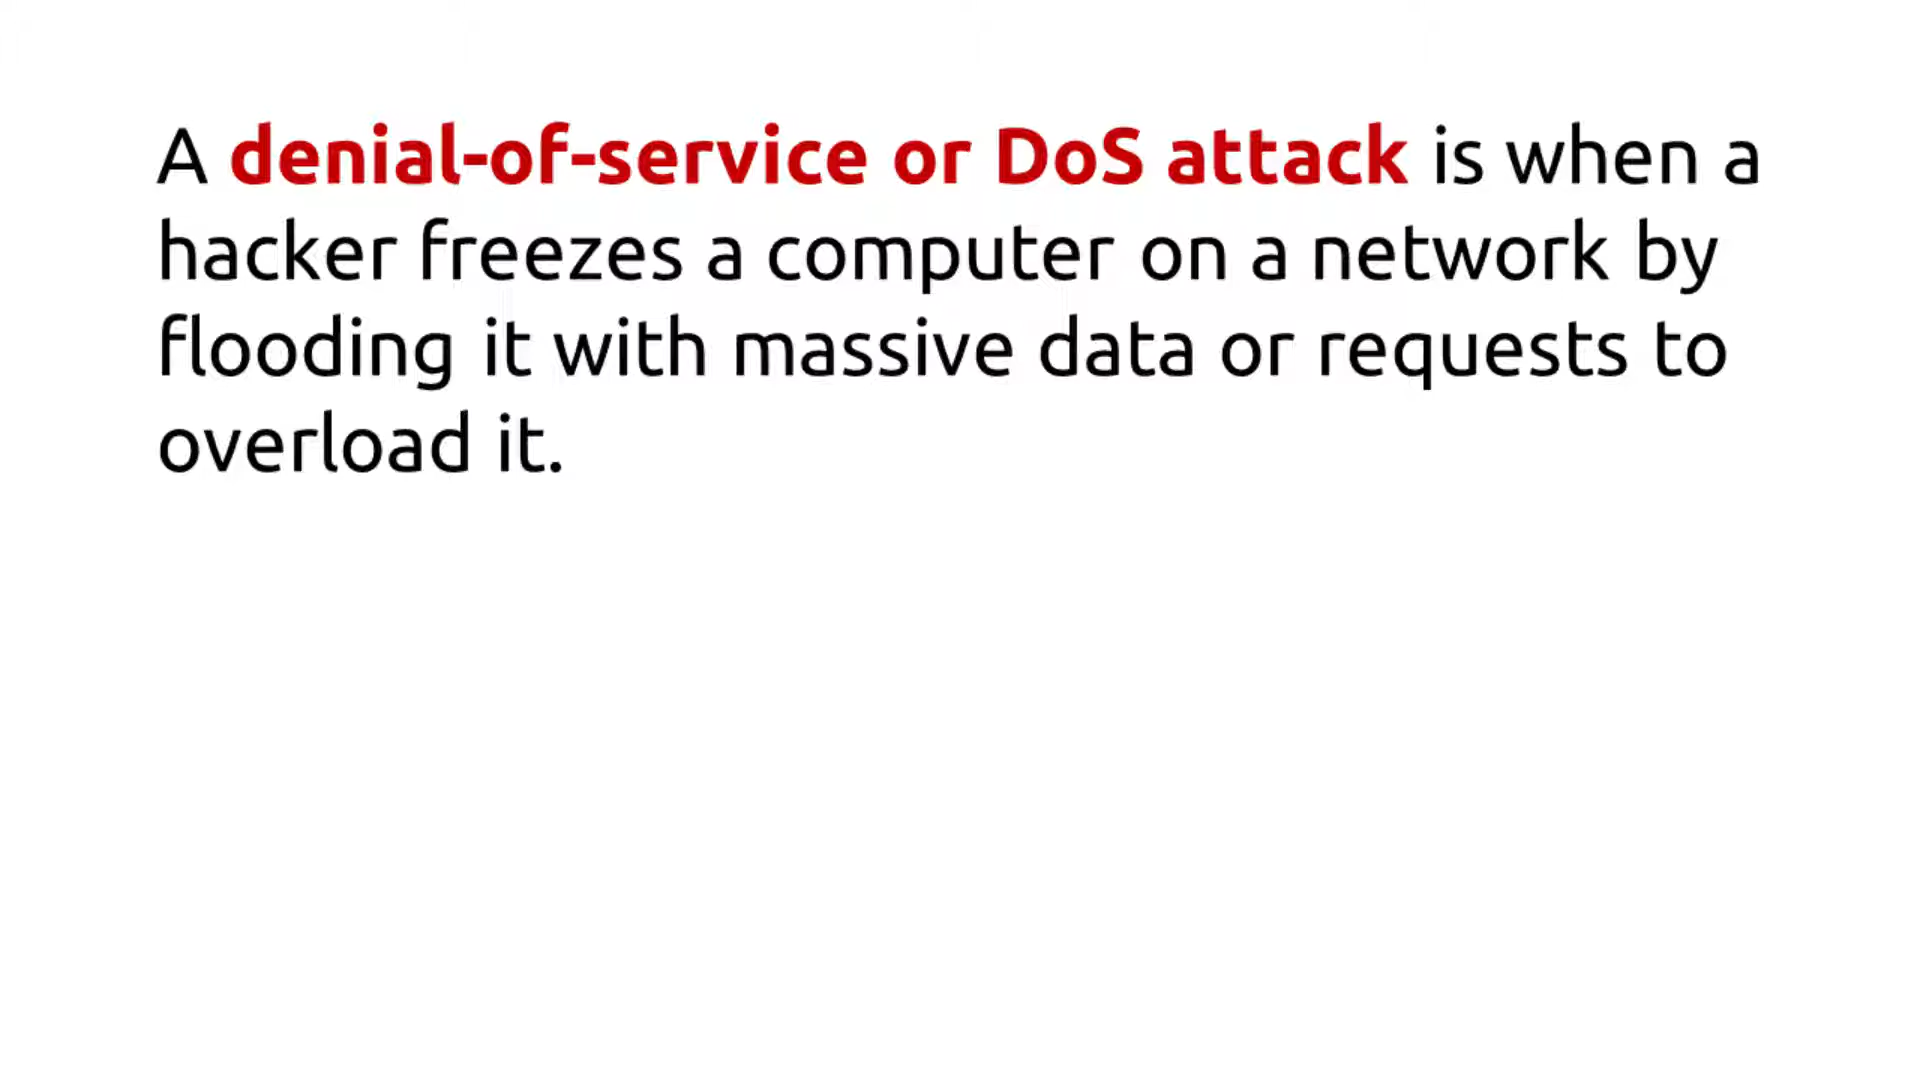 A denial-of-service or DoS attack is when a
hacker freezes a computer on a network by
flooding it with massive data or requests to
overload it.